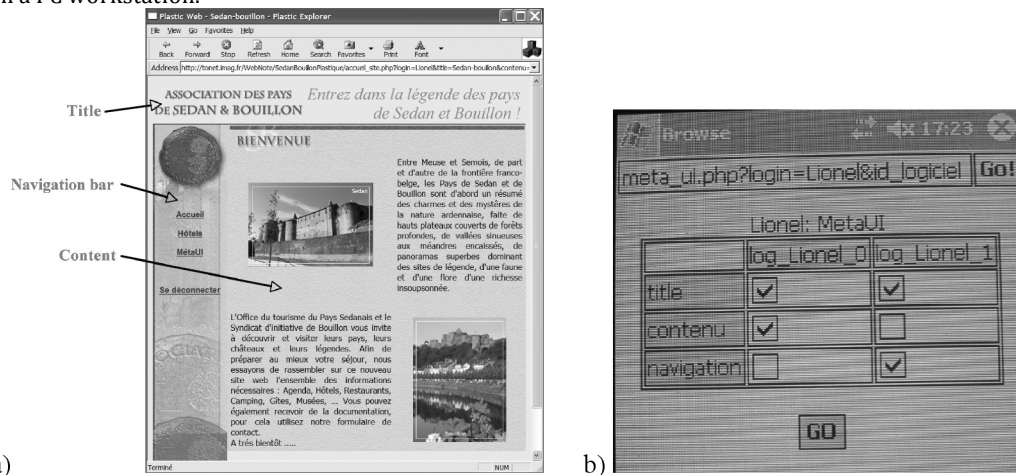 Plastic Web - Sedan-bouillon - Plastic Explorer
File View Go Favorites Help
Back Forward Stop Refresh Home Search Favorites Print Font
Address http://tonet.imag.fr/WebNote/SedanBouillonPlastique/accueil_site.php?login=Lionel&title=Sedan-bouillon&contenu=
Title
ASSOCIATION DES PAYS
DE SEDAN & BOUILLON
Entrez dans la légende des pays
de Sedan et Bouillon !
BIENVENUE
Navigation bar
Accueil
Hôtels
MétaUI
Se déconnecter
Content
Sedan
Entre Meuse et Semois, de part
et d'autre de la frontière franco-
belge, les Pays de Sedan et de
Bouillon sont d'abord un résumé
des charmes et des mystères de
la nature ardennaise, faite de
hauts plateaux couverts de forêts
profondes, de vallées sinueuses
aux méandres encaissés, de
panoramas superbes dominant
des sites de légende, d'une faune
et d'une flore d'une richesse
insoupsonnée.
L'Office du tourisme du Pays Sedanais et le
Syndicat d'initiative de Bouillon vous invite
à découvrir et visiter leurs pays, leurs
châteaux et leurs légendes. Afin de
préparer au mieux votre séjour, nous
essayons de rassembler sur ce nouveau
site web l'ensemble des informations
nécessaires : Agenda, Hôtels, Restaurants,
Camping, Gîtes, Musées, ... Vous pouvez
également recevoir de la documentation,
pour cela utilisez notre formulaire de
contact.
A trés bientôt .....
Bouillon
Terminé
NUM
Browse 17:23
meta_ui.php?login=Lionel&id_logiciel Go!
Lionel: MetaUI
log_Lionel_0 log_Lionel_1
title
contenu
navigation
GO
b)